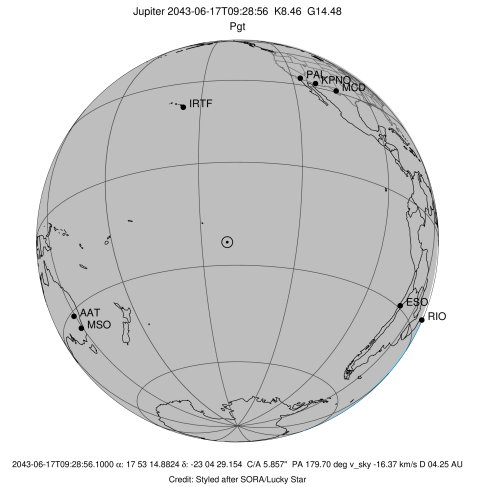 Jupiter 2043-06-17T09:28:56 K8.46 G14.48
Pgt
PAL
KPNO
MCD
IRTF
ESO
RIO
AAT
MSO
2043-06-17T09:28:56.1000 α: 17 53 14.8824 δ: -23 04 29.154 C/A 5.857" PA 179.70 deg v_sky -16.37 km/s D 04.25 AU
Credit: Styled after SORA/Lucky Star